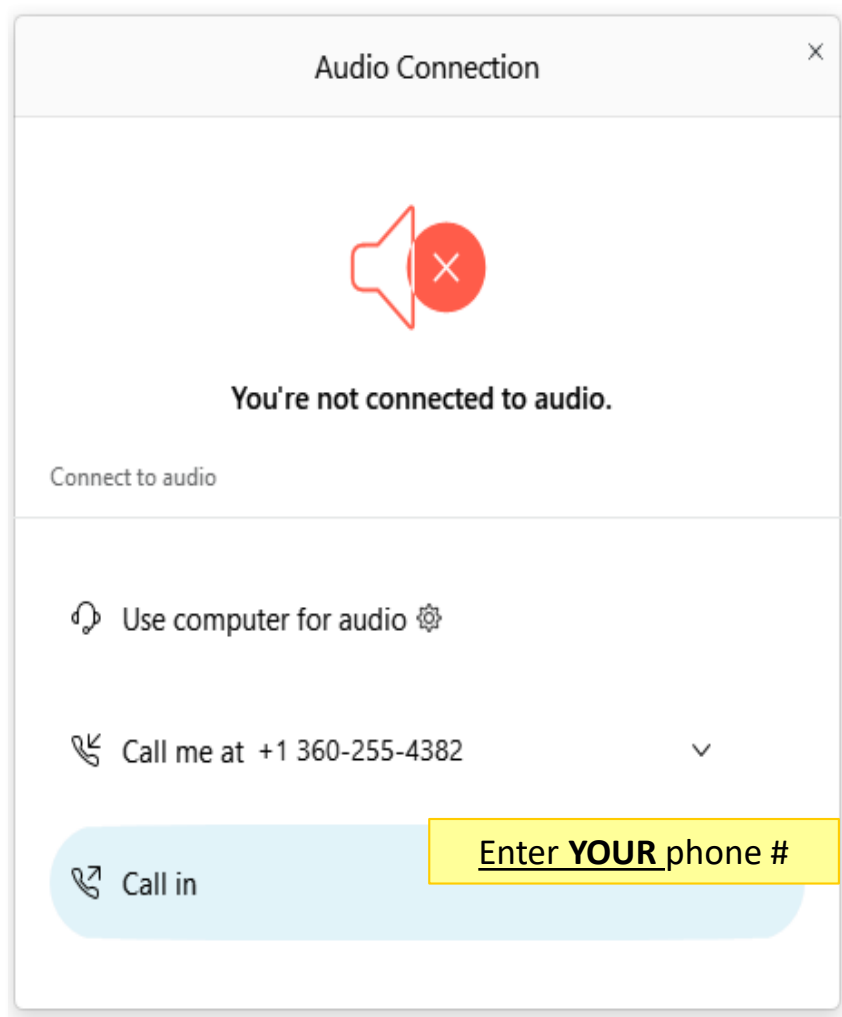 Audio Connection
You're not connected to audio.
Connect to audio
Use computer for audio
Call me at +1 360-255-4382
Enter YOUR phone #
Call in